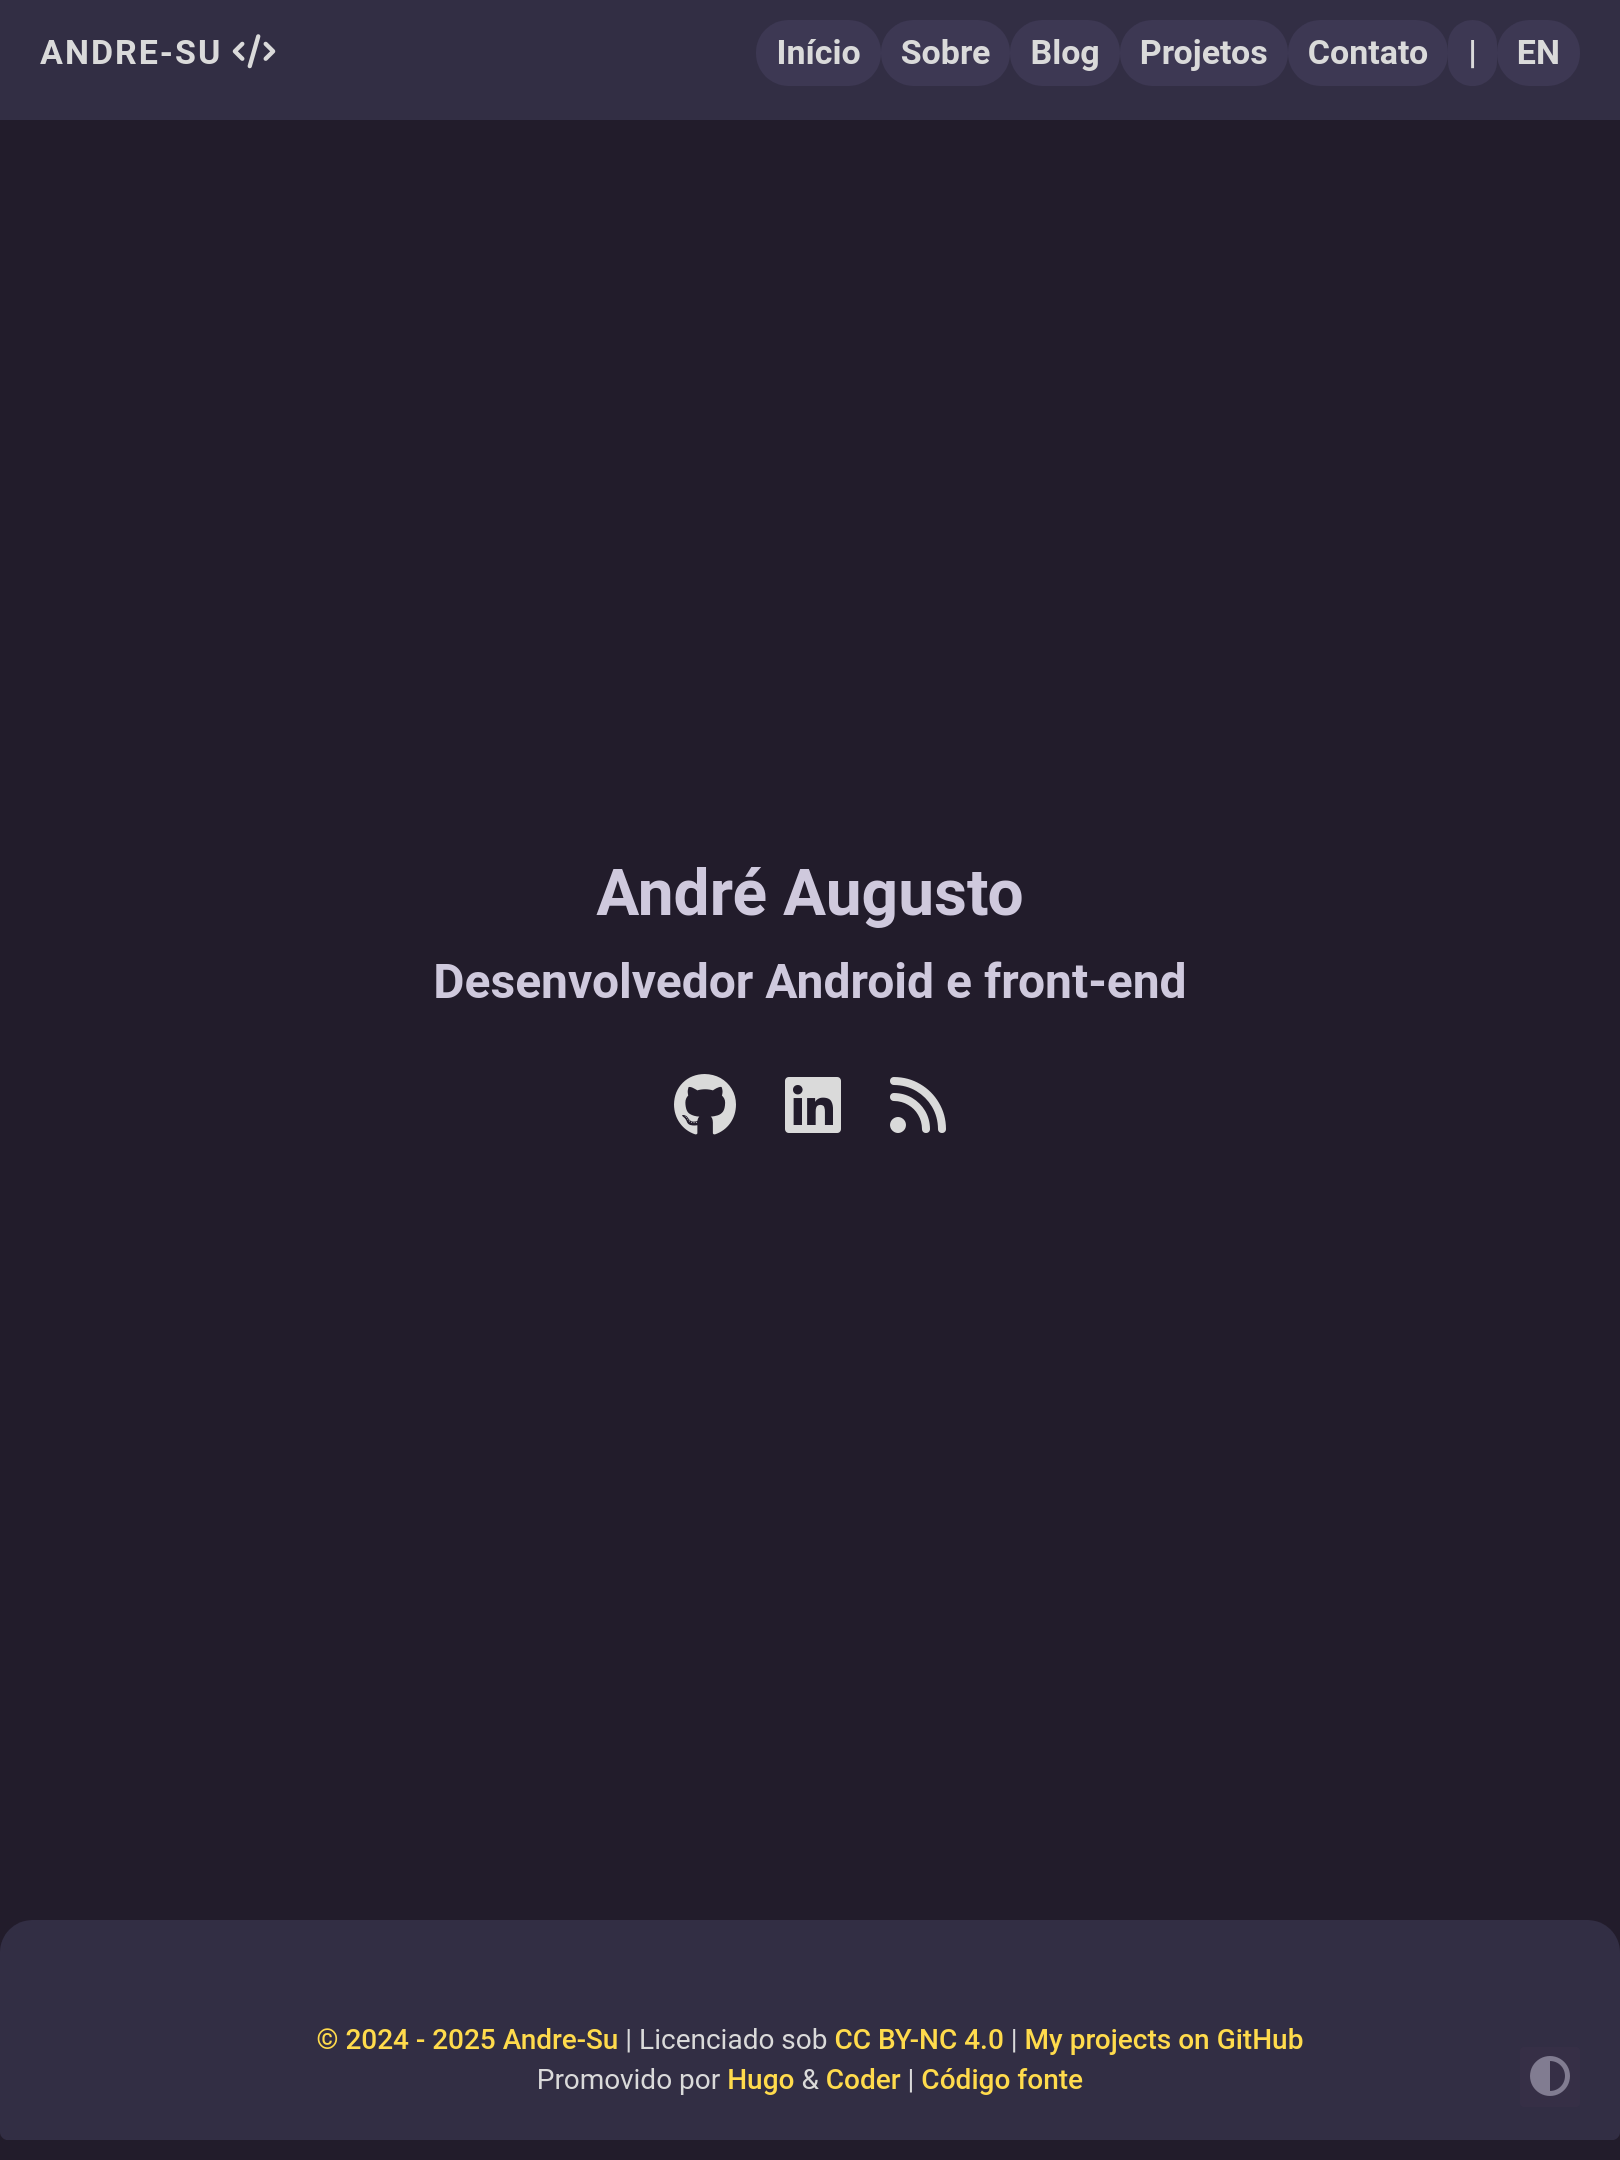 ANDRE-SU </>
Início Sobre Blog Projetos Contato | EN
André Augusto
Desenvolvedor Android e front-end
© 2024 - 2025 Andre-Su | Licenciado sob CC BY-NC 4.0 | My projects on GitHub
Promovido por Hugo & Coder | Código fonte